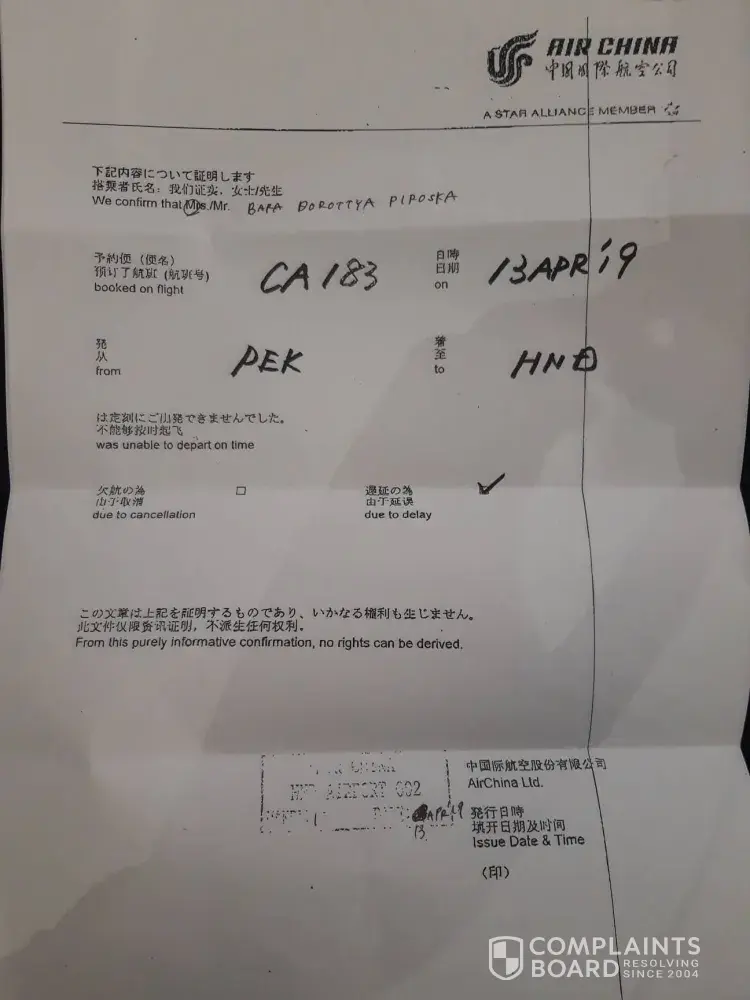 AIR CHINA
中国国際航空公司
A STAR ALLIANCE MEMBER
下記内容について証明します
搭乘者氏名：我们证实，女士/先生
We confirm that Mrs./Mr. BARA DOROTTYA PIROSKA
予約便（便名）
预订了航班 (航班号)
booked on flight
CA183
日時
日期
on
13APR'19
発
从
from
PEK
着
至
to
HND
は定刻にご出発できませんでした。
不能够按时起飞
was unable to depart on time
欠航の為
由于取消
due to cancellation
遅延の為
由于延误
due to delay
この文章は上記を証明するものであり、いかなる権利も生じません。
此文件仅限资讯证明，不派生任何权利。
From this purely informative confirmation, no rights can be derived.
AIRPORT 002
APR'19
13
中国际航空股份有限公司
AirChina Ltd.
発行日時
填开日期及时间
Issue Date & Time
（印）
COMPLAINTS
BOARD
RESOLVING
SINCE 2004